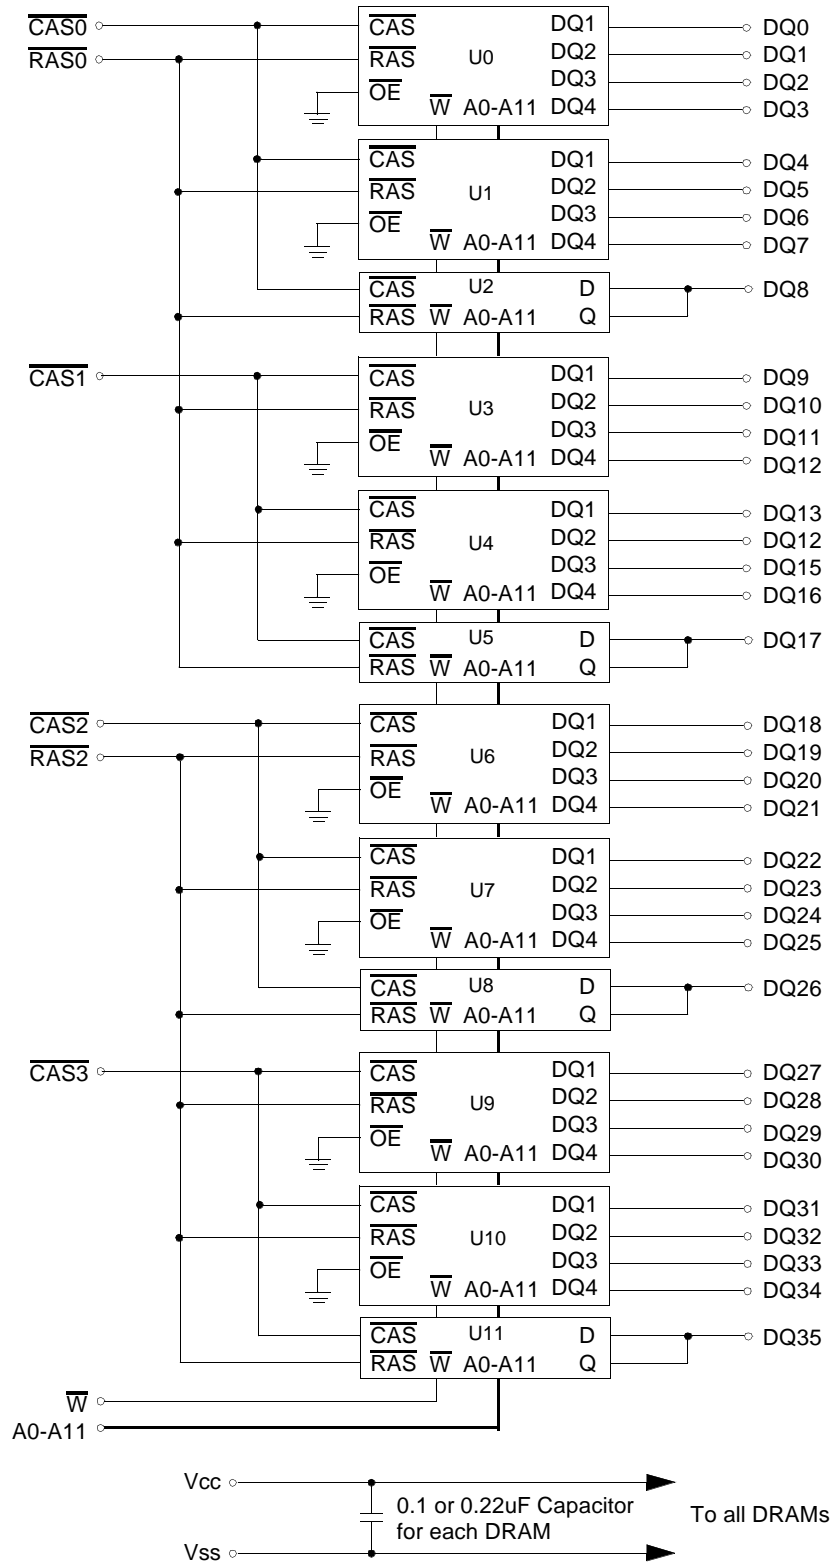 CAS0 CAS DQ1 DQ0
RAS0 RAS U0 DQ2 DQ1
OE DQ3 DQ2
W A0-A11 DQ4 DQ3
CAS DQ1 DQ4
RAS U1 DQ2 DQ5
OE DQ3 DQ6
W A0-A11 DQ4 DQ7
CAS U2 D DQ8
RAS W A0-A11 Q
CAS1 CAS DQ1 DQ9
RAS U3 DQ2 DQ10
OE DQ3 DQ11
W A0-A11 DQ4 DQ12
CAS DQ1 DQ13
RAS U4 DQ2 DQ12
OE DQ3 DQ15
W A0-A11 DQ4 DQ16
CAS U5 D DQ17
RAS W A0-A11 Q
CAS2 CAS DQ1 DQ18
RAS2 RAS U6 DQ2 DQ19
OE DQ3 DQ20
W A0-A11 DQ4 DQ21
CAS DQ1 DQ22
RAS U7 DQ2 DQ23
OE DQ3 DQ24
W A0-A11 DQ4 DQ25
CAS U8 D DQ26
RAS W A0-A11 Q
CAS3 CAS DQ1 DQ27
RAS U9 DQ2 DQ28
OE DQ3 DQ29
W A0-A11 DQ4 DQ30
CAS DQ1 DQ31
RAS U10 DQ2 DQ32
OE DQ3 DQ33
W A0-A11 DQ4 DQ34
CAS U11 D DQ35
RAS W A0-A11 Q
W
A0-A11
Vcc
0.1 or 0.22uF Capacitor
for each DRAM
To all DRAMs
Vss